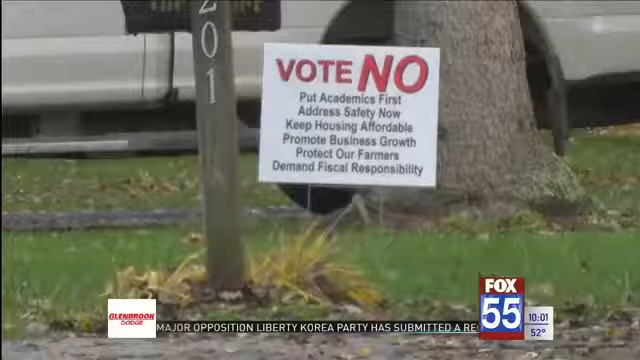 201
VOTE NO
Put Academics First
Address Safety Now
Keep Housing Affordable
Promote Business Growth
Protect Our Farmers
Demand Fiscal Responsibility
GLENBROOK
DODGE
FOX
55
10:01
52°
MAJOR OPPOSITION LIBERTY KOREA PARTY HAS SUBMITTED A